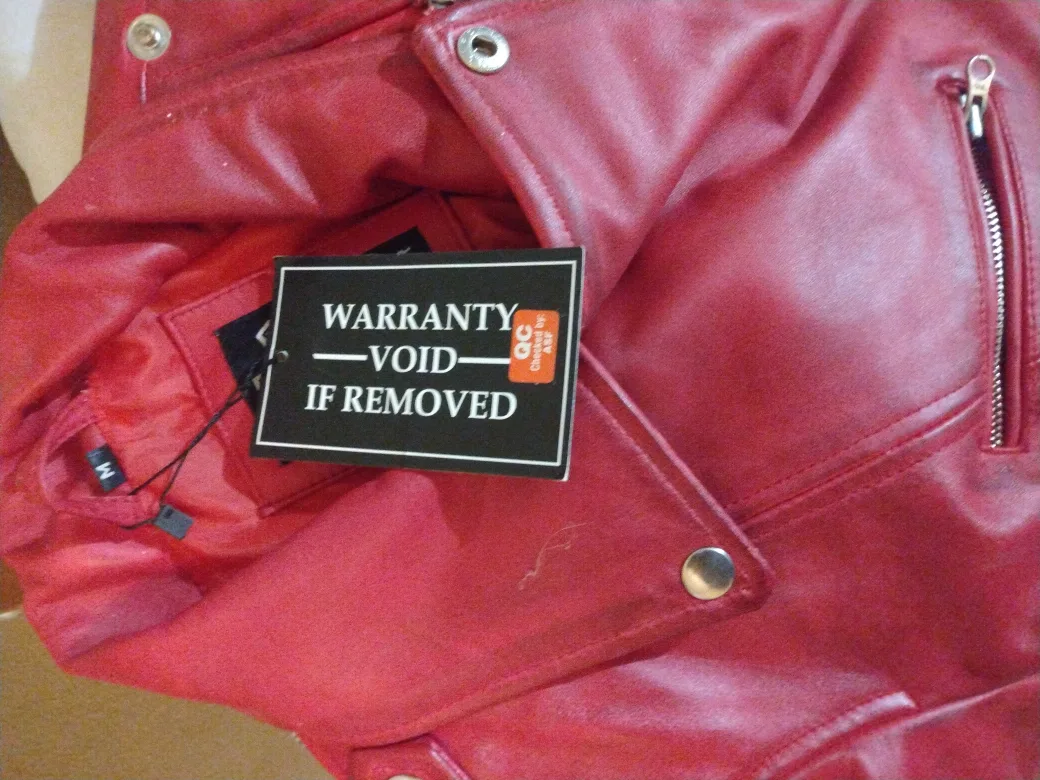 WARRANTY
VOID
IF REMOVED
QC
Checked by:
ASF
M